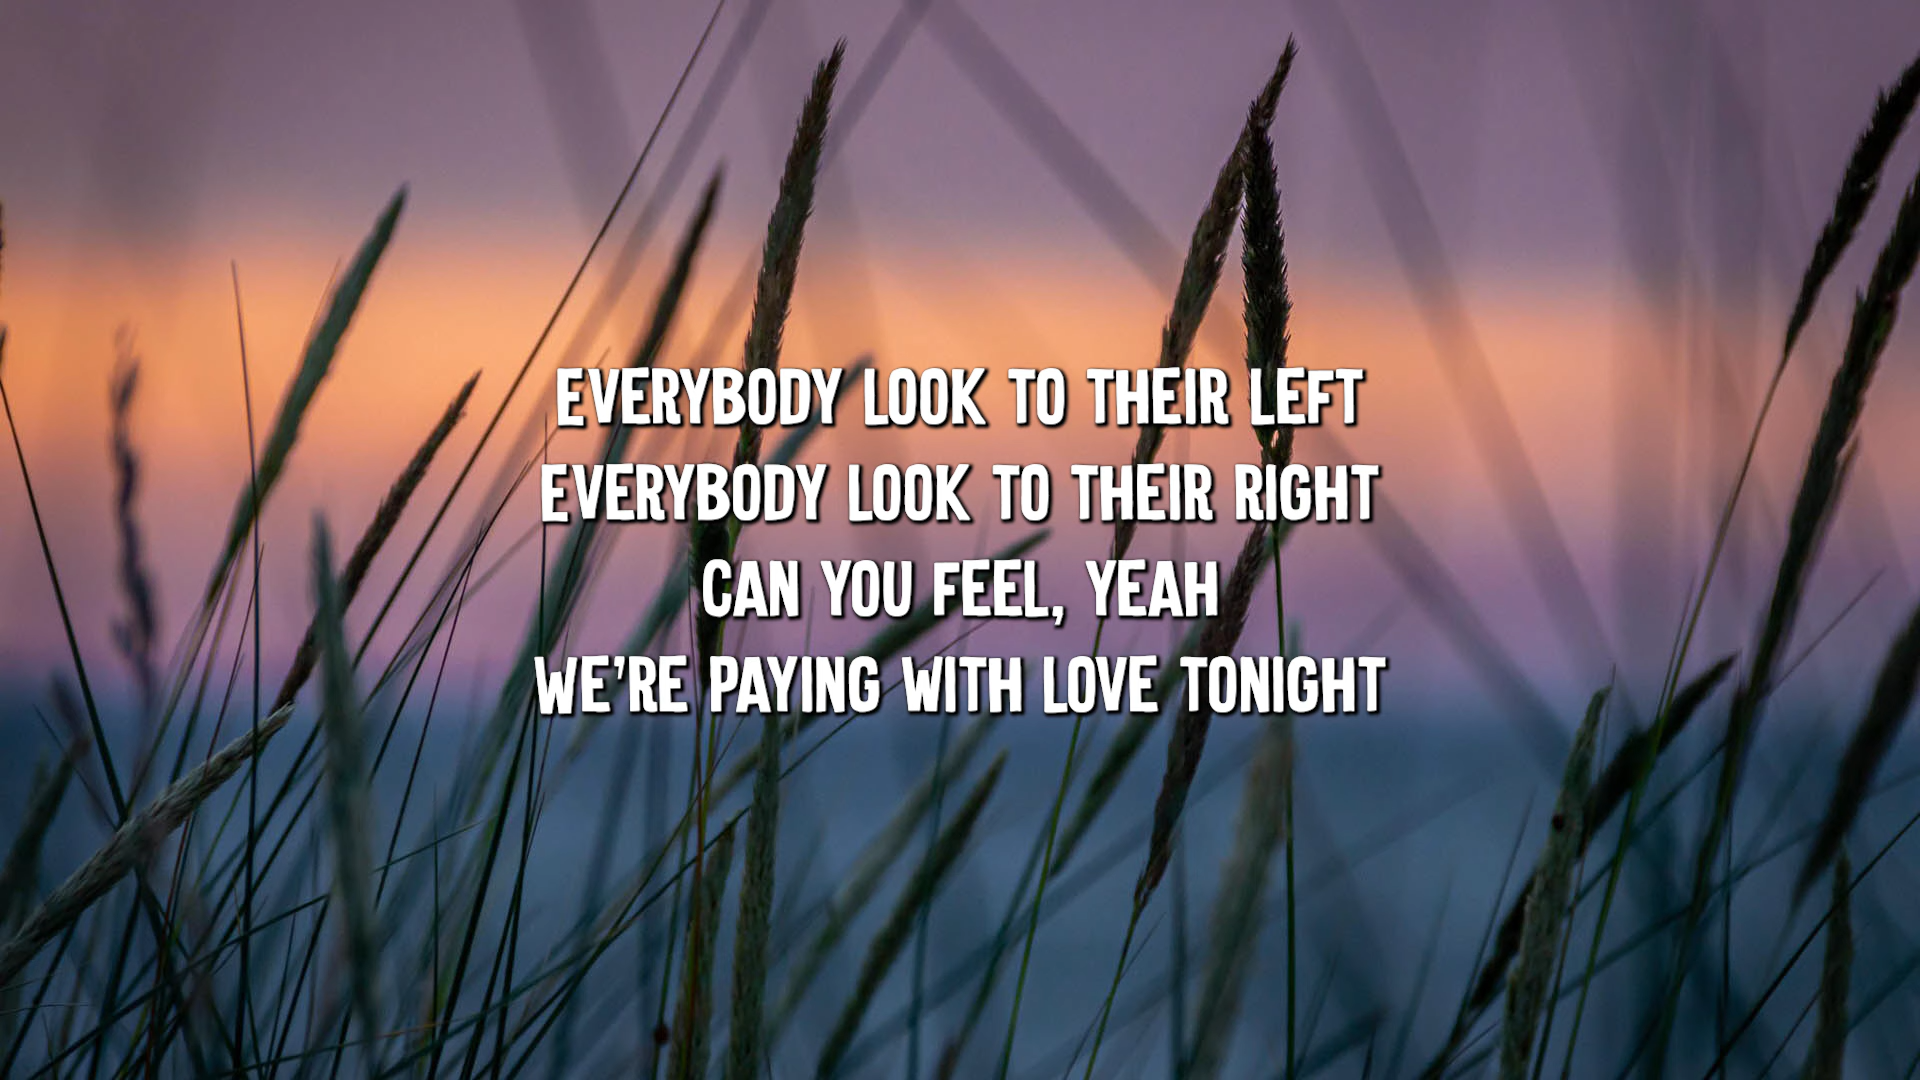 EVERYBODY LOOK TO THEIR LEFT
EVERYBODY LOOK TO THEIR RIGHT
CAN YOU FEEL, YEAH
WE'RE PAYING WITH LOVE TONIGHT